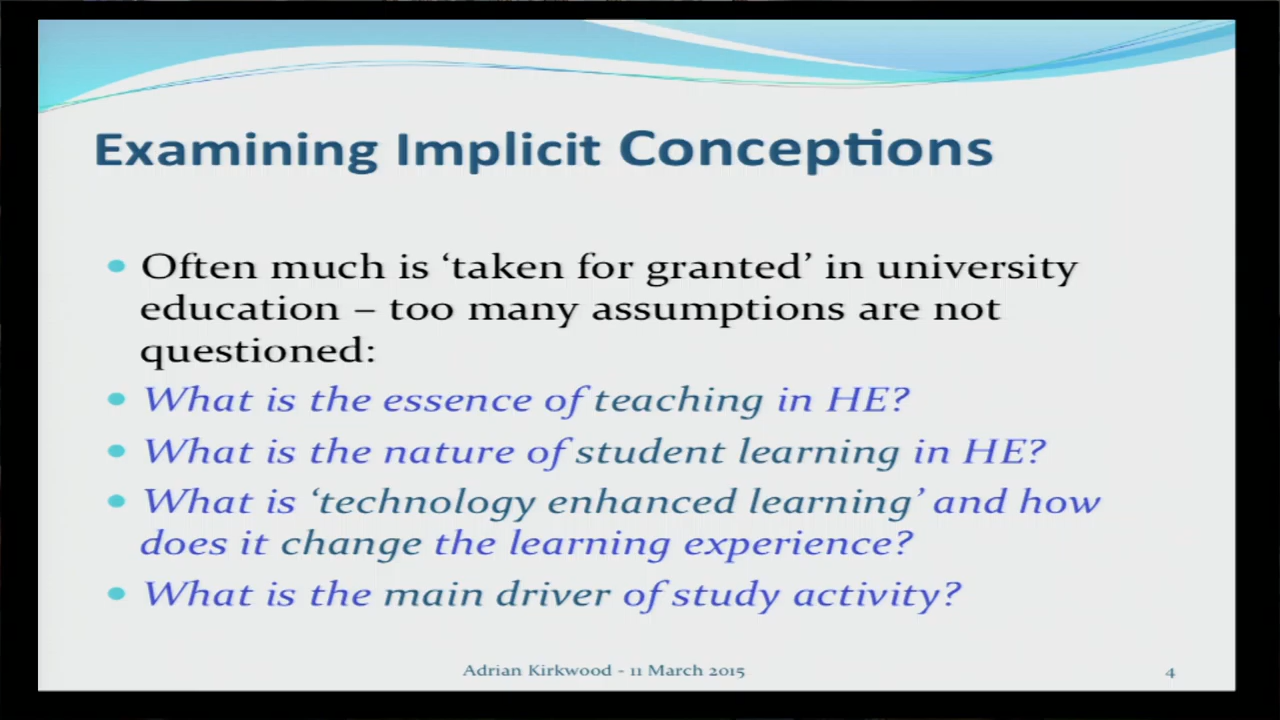 Examining Implicit Conceptions
• Often much is ‘taken for granted’ in university
education – too many assumptions are not
questioned:
• What is the essence of teaching in HE?
• What is the nature of student learning in HE?
• What is ‘technology enhanced learning’ and how
does it change the learning experience?
• What is the main driver of study activity?
Adrian Kirkwood - 11 March 2015
4